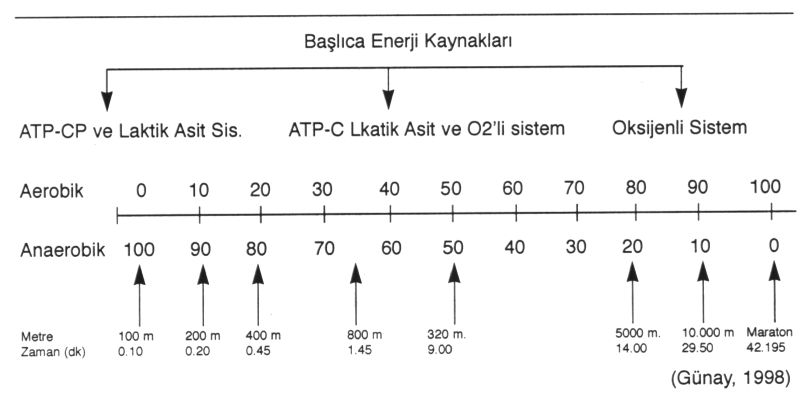 Başlıca Enerji Kaynakları
ATP-CP ve Laktik Asit Sis. ATP-C Lkatik Asit ve O2'li sistem Oksijenli Sistem
Aerobik 0 10 20 30 40 50 60 70 80 90 100
Anaerobik 100 90 80 70 60 50 40 30 20 10 0
Metre 100 m 200 m 400 m 800 m 320 m. 5000 m. 10.000 m Maraton
Zaman (dk) 0.10 0.20 0.45 1.45 9.00 14.00 29.50 42.195
(Günay, 1998)